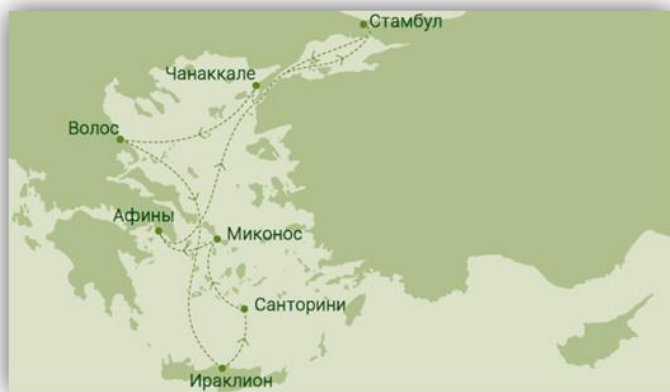 Стамбул
Чанаккале
Волос
Афины
Миконос
Санторини
Ираклион